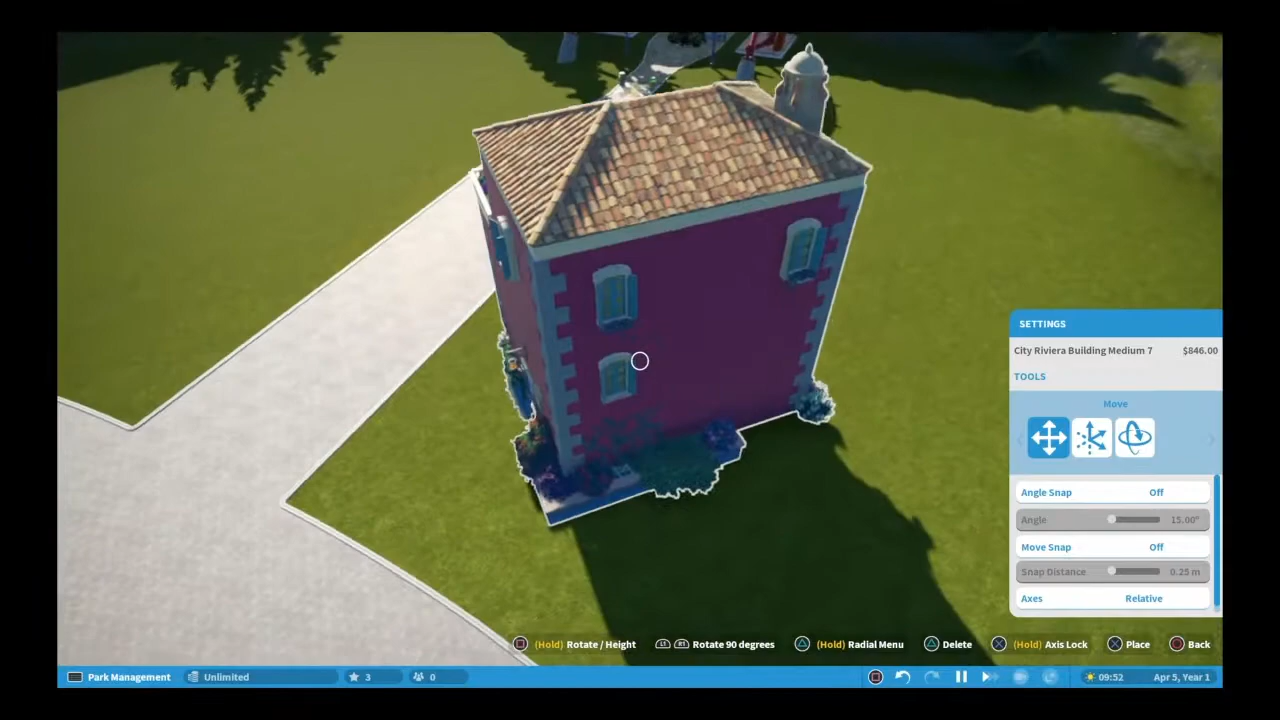 SETTINGS
City Riviera Building Medium 7 $846.00
TOOLS
Move
Angle Snap Off
Angle 15.00°
Move Snap Off
Snap Distance 0.25 m
Axes Relative
(Hold) Rotate / Height L1 R1 Rotate 90 degrees (Hold) Radial Menu Delete (Hold) Axis Lock Place Back
Park Management Unlimited 3 0 09:52 Apr 5, Year 1